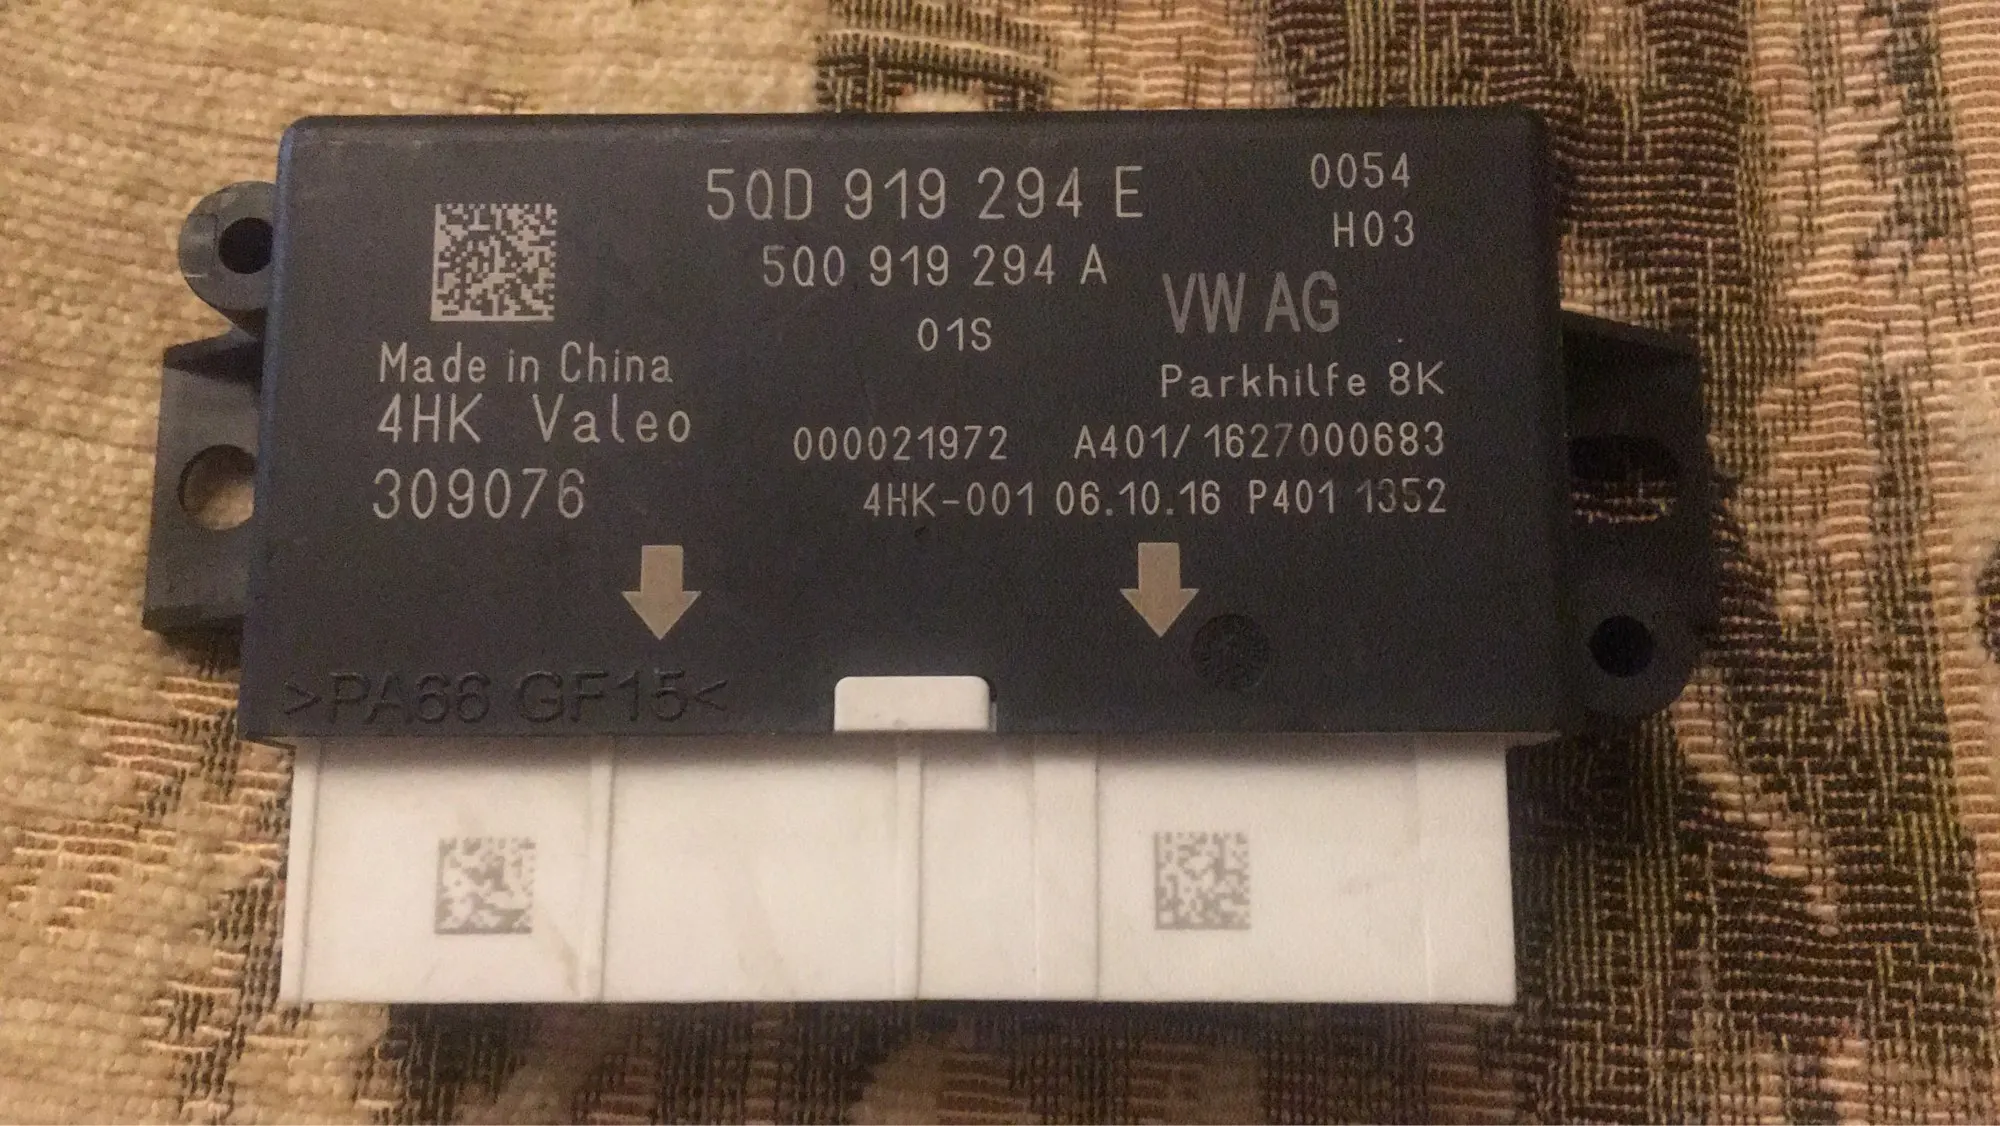 5QD 919 294 E
0054
H03
5Q0 919 294 A
01S
VW AG
Parkhilfe 8K
Made in China
4HK Valeo
309076
000021972 A401/1627000683
4HK-001 06.10.16 P401 1352
>PA66 GF15<